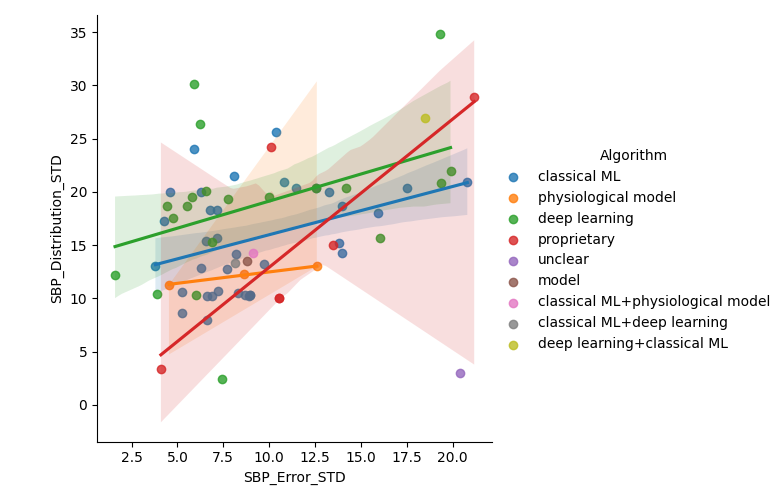 35
30
25
20
15
10
5
0
SBP_Distribution_STD
2.5 5.0 7.5 10.0 12.5 15.0 17.5 20.0
SBP_Error_STD
Algorithm
classical ML
physiological model
deep learning
proprietary
unclear
model
classical ML+physiological model
classical ML+deep learning
deep learning+classical ML